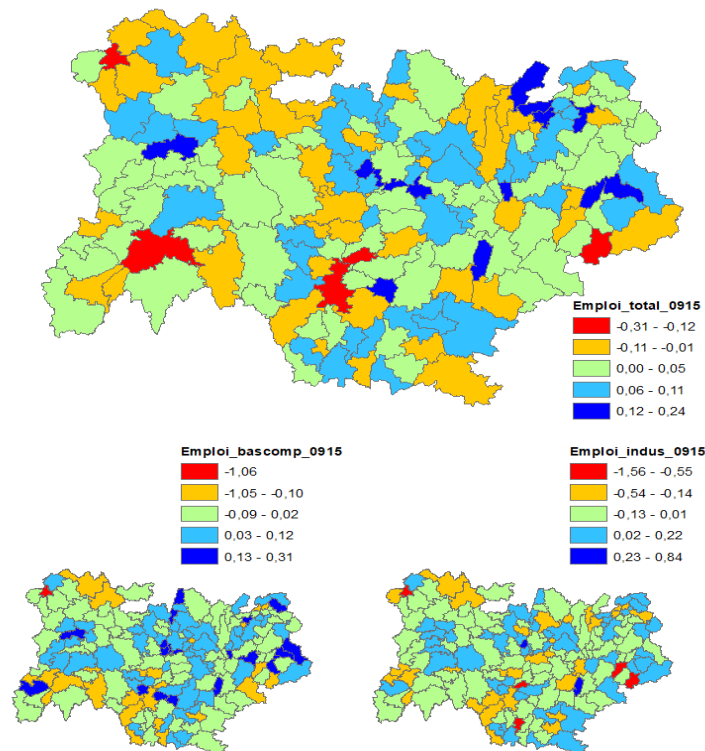 Emploi_total_0915
-0,31 - -0,12
-0,11 - -0,01
0,00 - 0,05
0,06 - 0,11
0,12 - 0,24
Emploi_bascomp_0915
-1,06
-1,05 - -0,10
-0,09 - 0,02
0,03 - 0,12
0,13 - 0,31
Emploi_indus_0915
-1,56 - -0,55
-0,54 - -0,14
-0,13 - 0,01
0,02 - 0,22
0,23 - 0,84